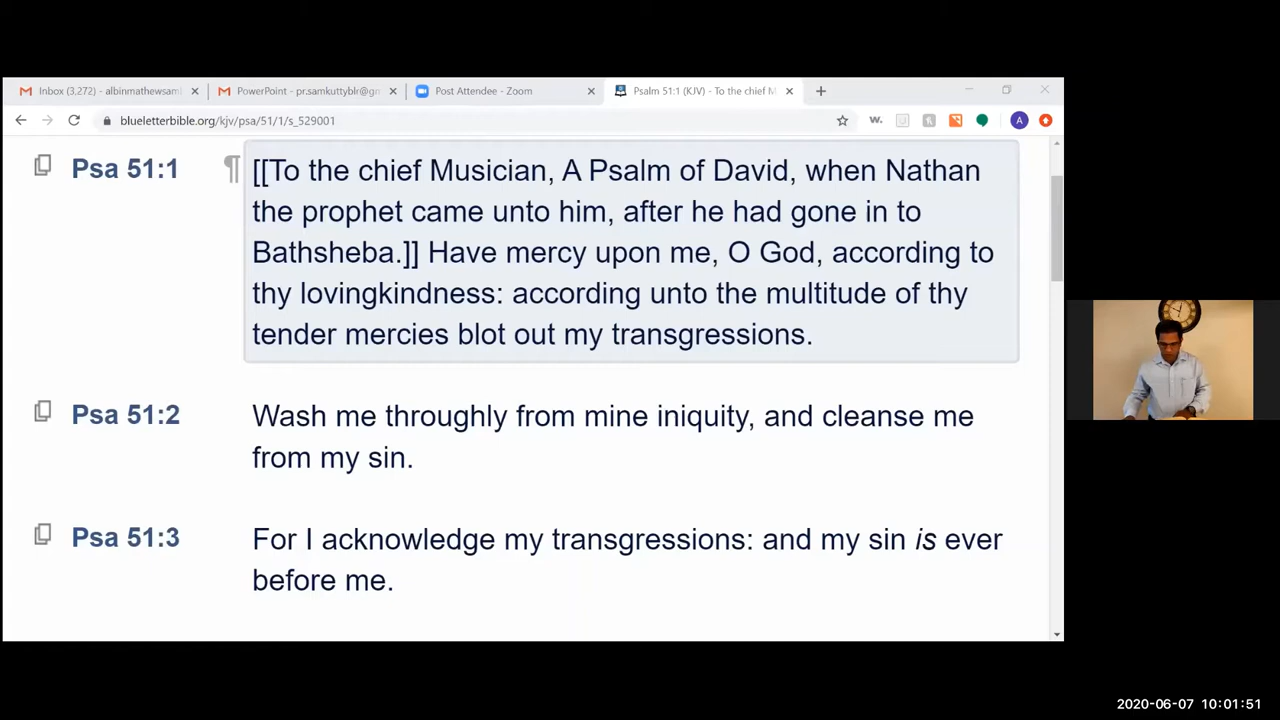 Inbox (3,272) - albinmathewsam
PowerPoint - pr.samkuttyblr@gm
Post Attendee - Zoom
Psalm 51:1 (KJV) - To the chief M
blueletterbible.org/kjv/psa/51/1/s_529001
w.
A
Psa 51:1 ¶ [[To the chief Musician, A Psalm of David, when Nathan
the prophet came unto him, after he had gone in to
Bathsheba.]] Have mercy upon me, O God, according to
thy lovingkindness: according unto the multitude of thy
tender mercies blot out my transgressions.
Psa 51:2 Wash me throughly from mine iniquity, and cleanse me
from my sin.
Psa 51:3 For I acknowledge my transgressions: and my sin is ever
before me.
2020-06-07 10:01:51